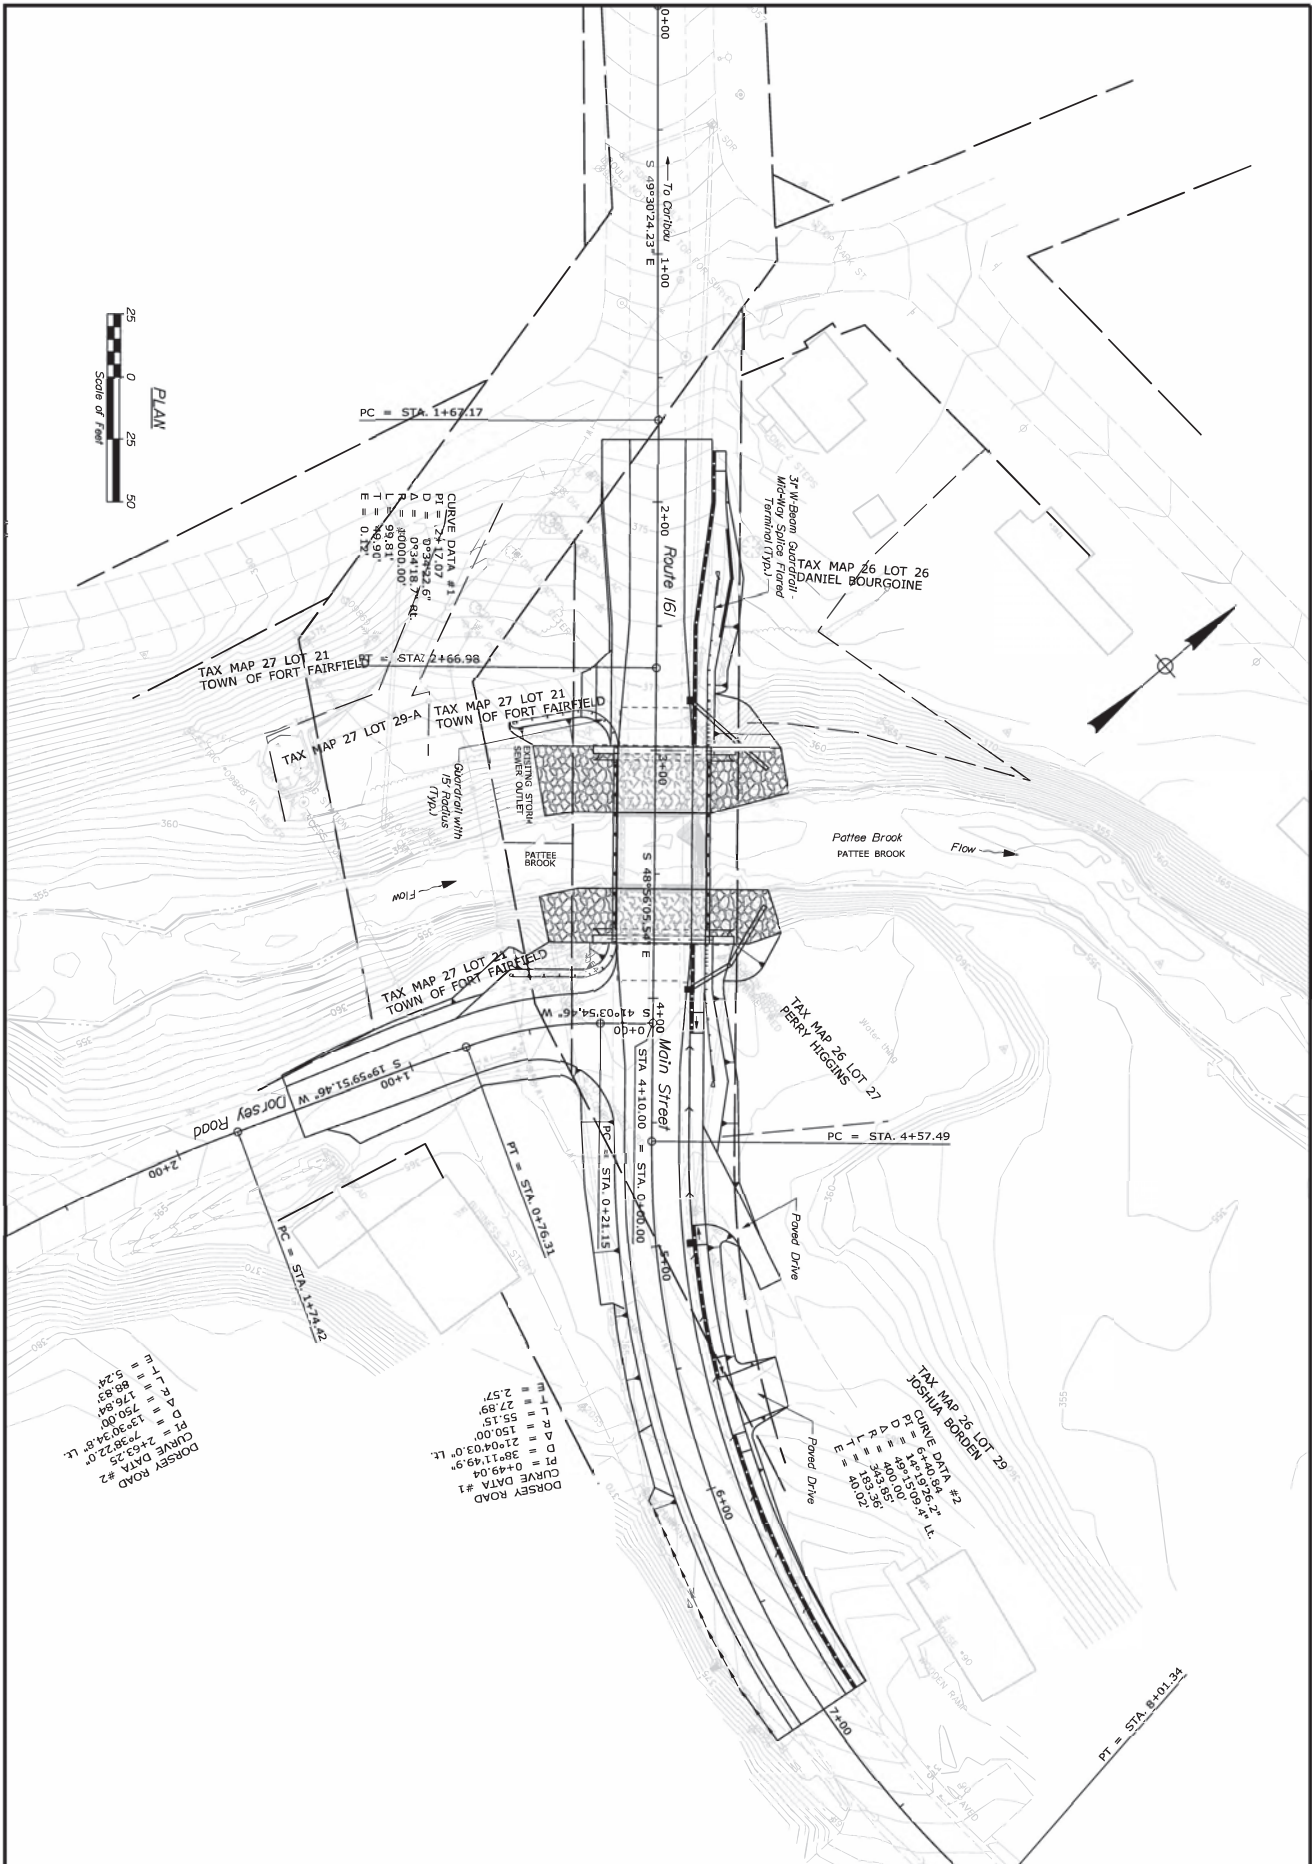 0+00
S 49°30'24.23" E
To Caribou
1+00
25
0
25
50
Scale of Feet
PLAN
PC = STA. 1+67.17
CURVE DATA #1
PI = 2+17.07
D = 0°34'22.6"
Δ = 0°34'18.7" Rt.
R = 10000.00'
L = 99.81'
T = 49.90'
E = 0.12'
2+00
Route 161
31" W-Beam Guardrail -
Mid-Way Splice Flared
Terminal (Typ.)
TAX MAP 26 LOT 26
DANIEL BOURGOINE
PT = STA. 2+66.98
TAX MAP 27 LOT 21
TOWN OF FORT FAIRFIELD
TAX MAP 27 LOT 21
TOWN OF FORT FAIRFIELD
TAX MAP 27 LOT 29-A
EXISITNG STORM
SEWER OUTLET
Guardrail with
15' Radius
(Typ.)
3+00
360
360
PATTEE
BROOK
Pattee Brook
PATTEE BROOK
Flow
Flow
355
S 48°56'05.54" E
TAX MAP 27 LOT 21
TOWN OF FORT FAIRFIELD
S 41°03'54.46" W
0+00
4+00
Main Street
STA 4+10.00 = STA. 0+00.00
TAX MAP 26 LOT 27
PERRY HIGGINS
S 19°59'51.46" W
1+00
Dorsey Road
2+00
PC = STA. 4+57.49
PT = STA. 0+76.31
PC = STA. 0+21.15
PC = STA. 1+74.42
Paved Drive
5+00
370
355
DORSEY ROAD
CURVE DATA #2
PI = 2+63.25
D = 7°38'22.0"
Δ = 13°30'34.8" Lt.
R = 750.00'
L = 176.84'
T = 88.83'
E = 5.24'
DORSEY ROAD
CURVE DATA #1
PI = 0+49.04
D = 38°11'49.9"
Δ = 21°04'03.0" Lt.
R = 150.00'
L = 55.15'
T = 27.89'
E = 2.57'
TAX MAP 26 LOT 29
JOSHUA BORDEN
CURVE DATA #2
PI = 6+40.84
D = 14°19'26.2"
Δ = 49°15'09.4" Lt.
R = 400.00'
L = 343.85'
T = 183.36'
E = 40.02'
Paved Drive
6+00
WOODEN RAMP
7+00
PT = STA. 8+01.34